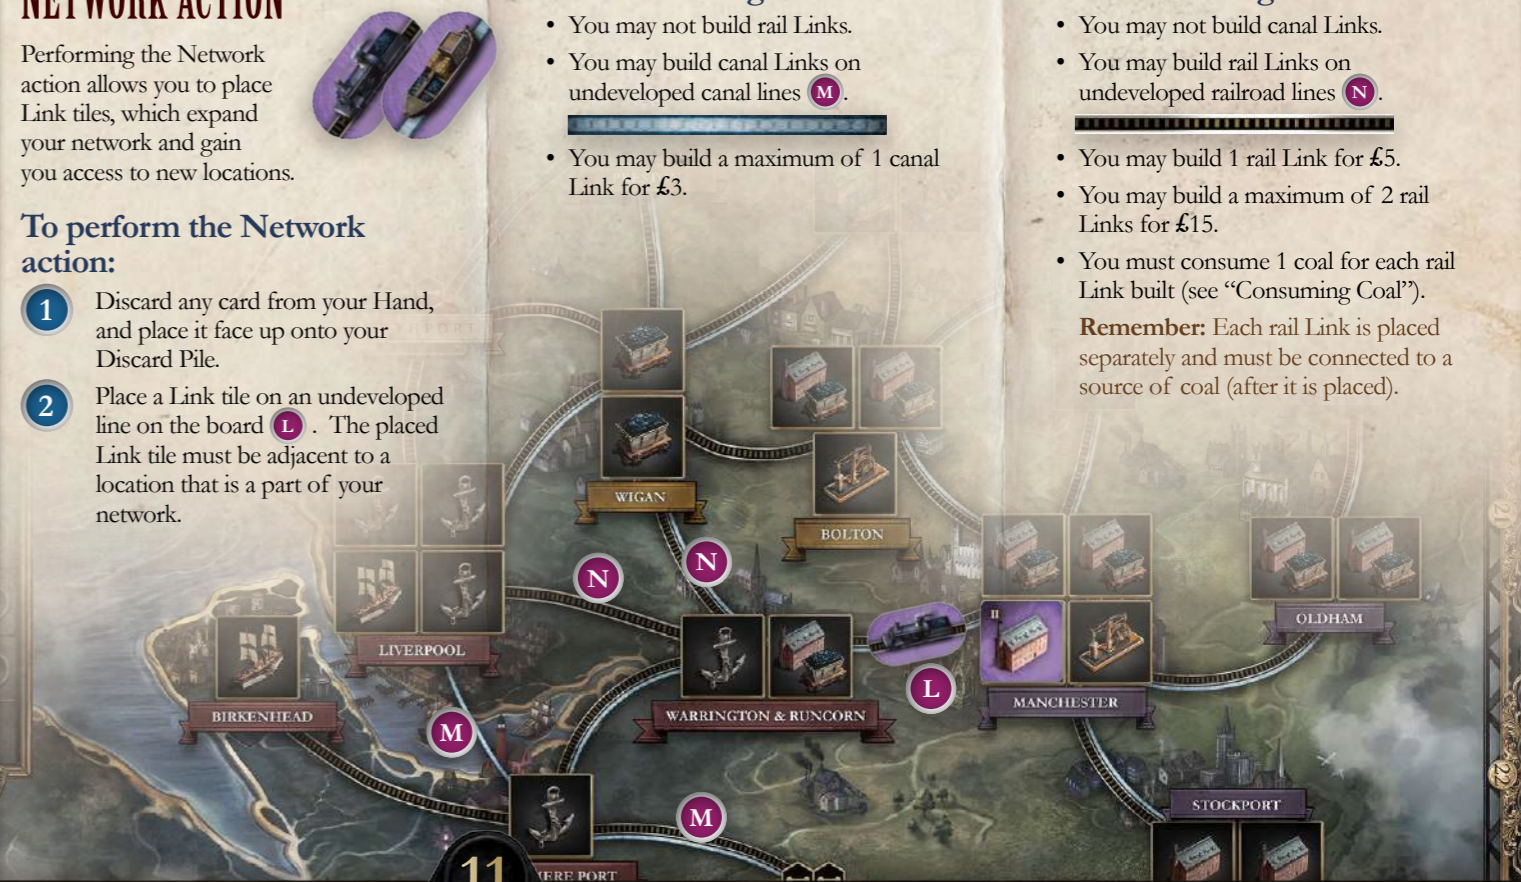 NETWORK ACTION
Performing the Network
action allows you to place
Link tiles, which expand
your network and gain
you access to new locations.
To perform the Network
action:
1
Discard any card from your Hand,
and place it face up onto your
Discard Pile.
2
Place a Link tile on an undeveloped
line on the board L . The placed
Link tile must be adjacent to a
location that is a part of your
network.
• You may not build rail Links.
• You may build canal Links on
undeveloped canal lines M.
• You may build a maximum of 1 canal
Link for £3.
• You may not build canal Links.
• You may build rail Links on
undeveloped railroad lines N.
• You may build 1 rail Link for £5.
• You may build a maximum of 2 rail
Links for £15.
• You must consume 1 coal for each rail
Link built (see “Consuming Coal”).
Remember: Each rail Link is placed
separately and must be connected to a
source of coal (after it is placed).
WIGAN
BOLTON
21
N
N
II
OLDHAM
LIVERPOOL
L
BIRKENHEAD
WARRINGTON & RUNCORN
MANCHESTER
M
22
STOCKPORT
M
11
MERE PORT